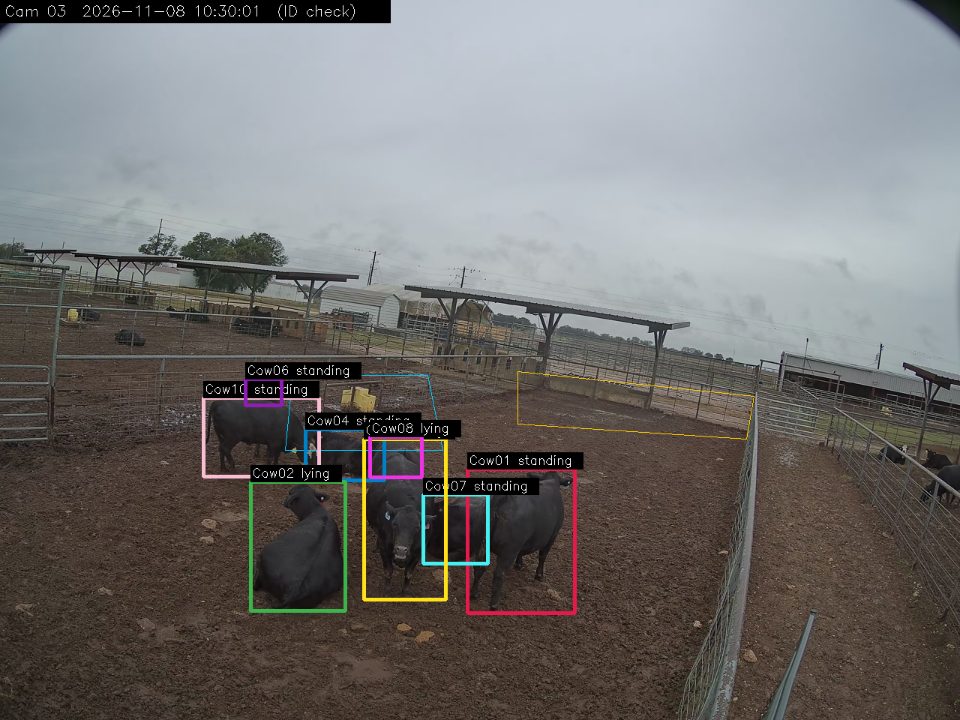 Cam 03  2026-11-08 10:30:01  (ID check)
Cow06 standing
Cow10 standing
Cow04 standing
Cow08 lying
Cow02 lying
Cow01 standing
Cow07 standing